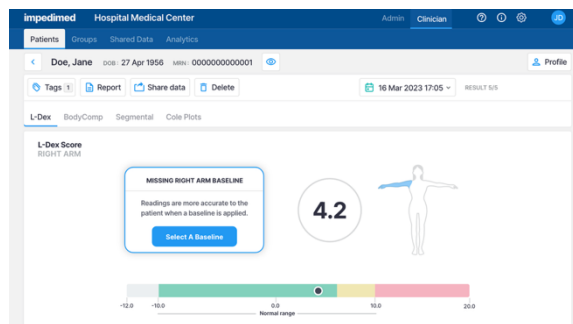 impedimed Hospital Medical Center Admin Clinician JD
Patients Groups Shared Data Analytics
Doe, Jane DOB: 27 Apr 1956 MRN: 0000000000001 Profile
Tags 1 Report Share data Delete 16 Mar 2023 17:05 RESULT 5/5
L-Dex BodyComp Segmental Cole Plots
L-Dex Score
RIGHT ARM
MISSING RIGHT ARM BASELINE
Readings are more accurate to the
patient when a baseline is applied.
Select A Baseline
4.2
-12.0 -10.0 0.0 10.0 20.0
Normal range